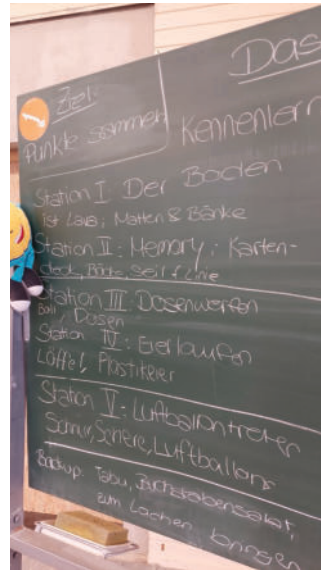 Das
Ziel:
Punkte sammeln
Kennenlern
Station I Der Boden
ist Lava; Matten & Bänke
Station II: Memory; Karten-
deck, Bänke, Seil f. Linie
Station III: Dosenwerfen
Ball, Dosen
Station IV: Eierlaufen
Löffel, Plastikeier
Station V: Luftballontreten
Schnur, Schere, Luftballons
Backup: Tabu, Buchstabensalat,
zum Lachen bringen